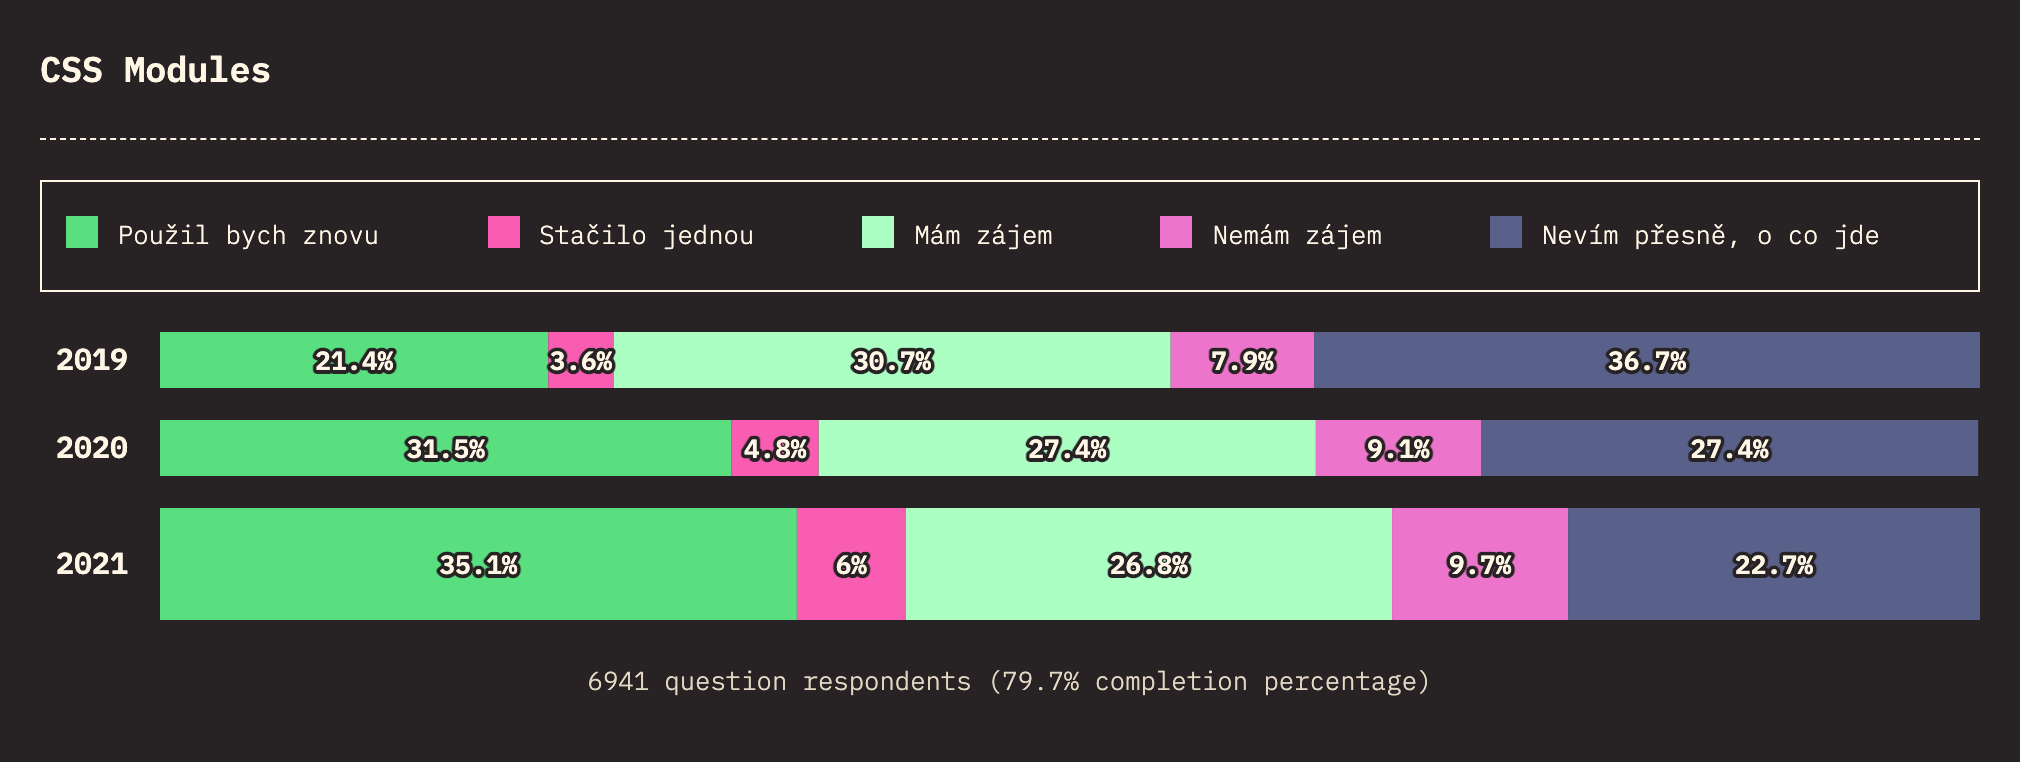 CSS Modules
Použil bych znovu Stačilo jednou Mám zájem Nemám zájem Nevím přesně, o co jde
2019 21.4% 3.6% 30.7% 7.9% 36.7%
2020 31.5% 4.8% 27.4% 9.1% 27.4%
2021 35.1% 6% 26.8% 9.7% 22.7%
6941 question respondents (79.7% completion percentage)